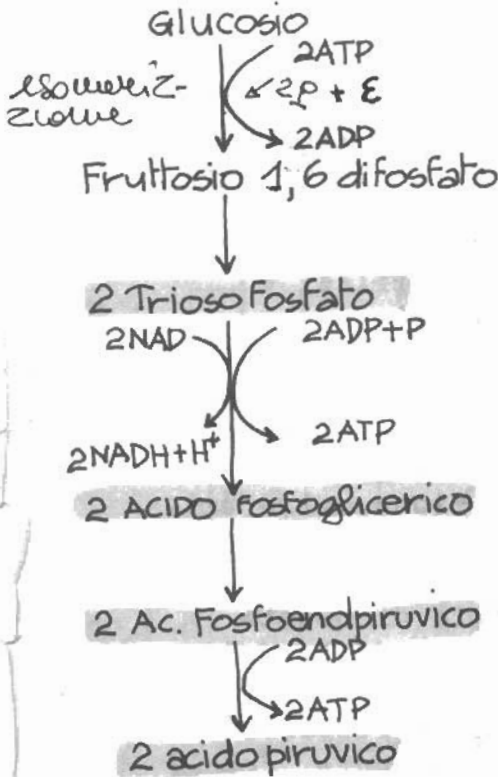 Glucosio
2ATP
isomeriz-
zione
2P + E
2ADP
Fruttosio 1,6 difosfato
2 Trioso fosfato
2NAD
2ADP+P
2NADH+H+
2ATP
2 ACIDO fosfoglicerico
2 Ac. Fosfoendpiruvico
2ADP
2ATP
2 acido piruvico